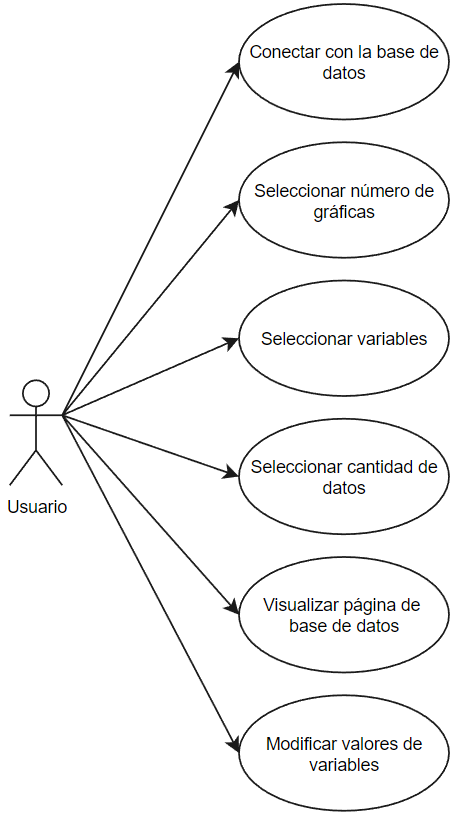 Conectar con la base de
datos
Seleccionar número de
gráficas
Seleccionar variables
Seleccionar cantidad de
datos
Usuario
Visualizar página de
base de datos
Modificar valores de
variables